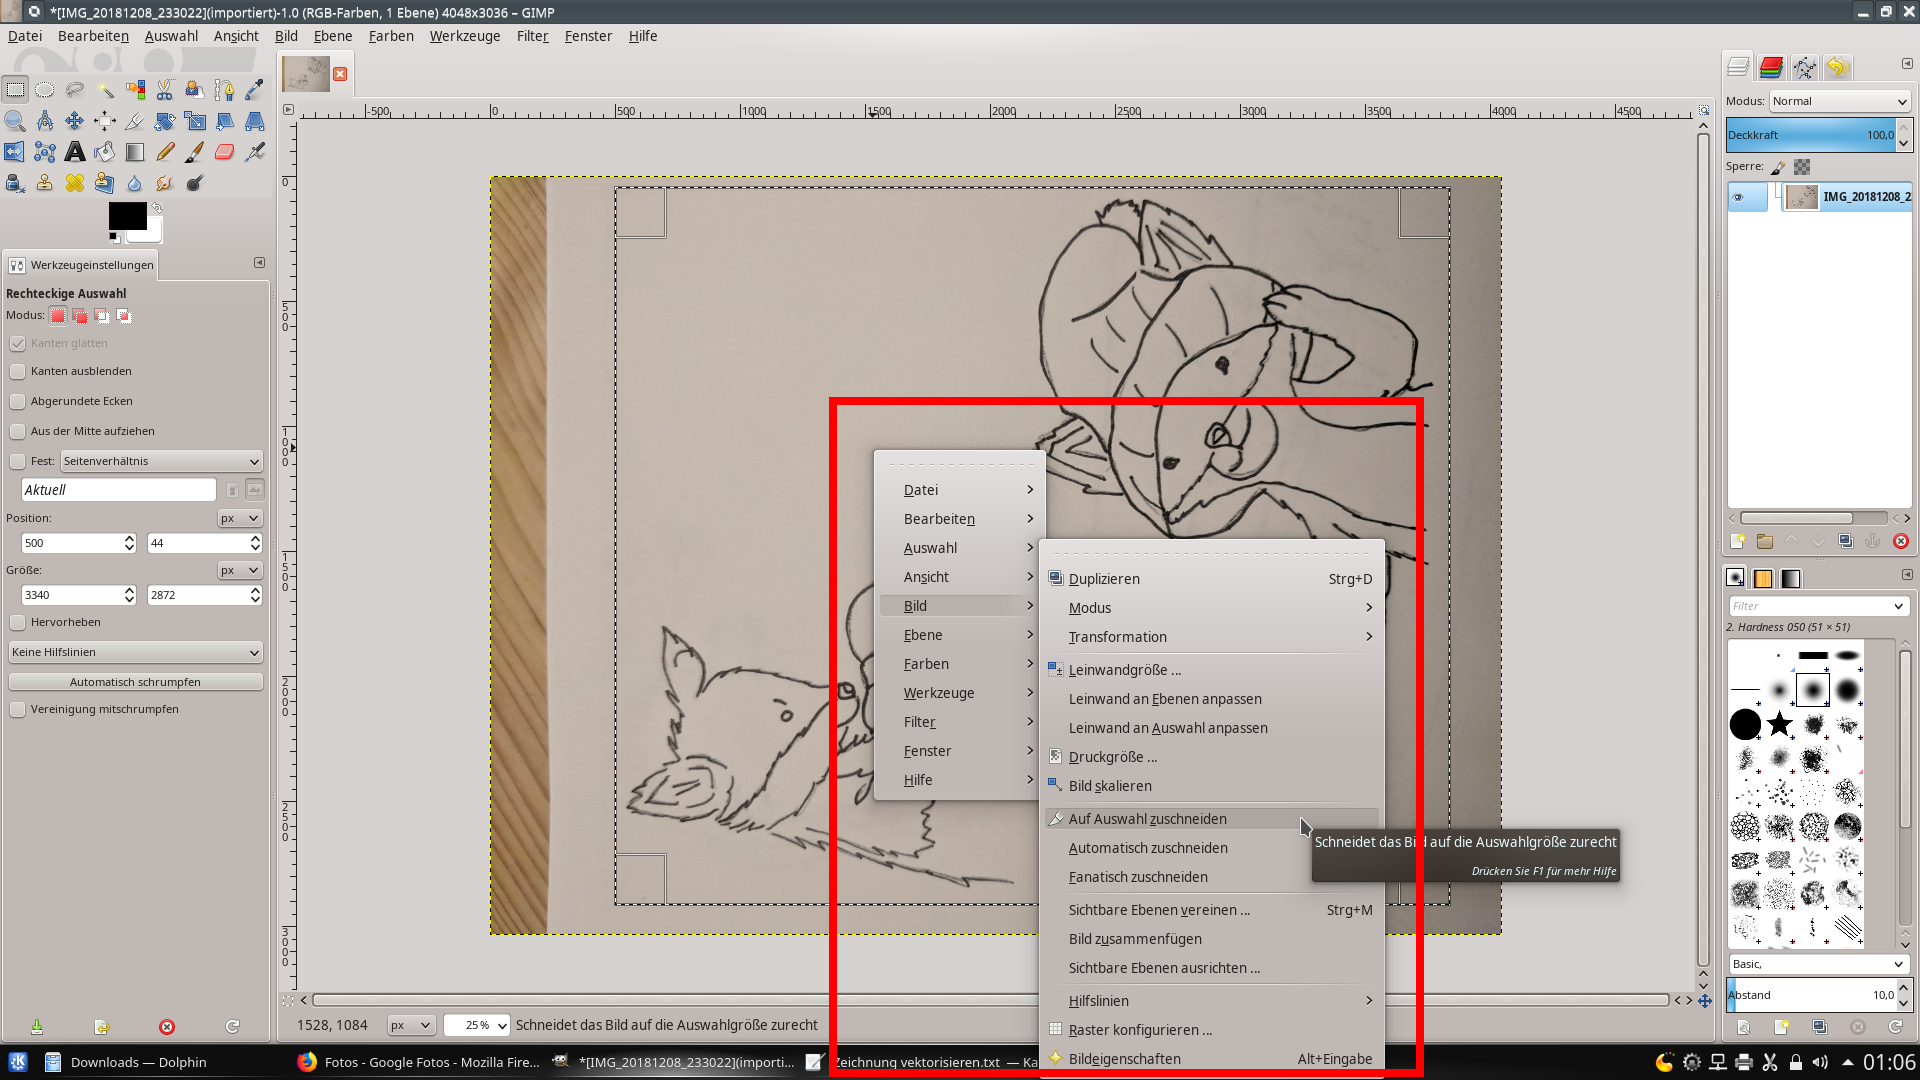 *[IMG_20181208_233022](importiert)-1.0 (RGB-Farben, 1 Ebene) 4048x3036 – GIMP
Datei Bearbeiten Auswahl Ansicht Bild Ebene Farben Werkzeuge Filter Fenster Hilfe
-500 0 500 1000 1500 2000 2500 3000 3500 4000 4500
0
500
1000
1500
2000
2500
3000
Werkzeugeinstellungen
Rechteckige Auswahl
Modus:
Kanten glätten
Kanten ausblenden
Abgerundete Ecken
Aus der Mitte aufziehen
Fest: Seitenverhältnis
Aktuell
Position: px
500 44
Größe: px
3340 2872
Hervorheben
Keine Hilfslinien
Automatisch schrumpfen
Vereinigung mitschrumpfen
Datei
Bearbeiten
Auswahl
Ansicht
Bild
Ebene
Farben
Werkzeuge
Filter
Fenster
Hilfe
Duplizieren Strg+D
Modus
Transformation
Leinwandgröße ...
Leinwand an Ebenen anpassen
Leinwand an Auswahl anpassen
Druckgröße ...
Bild skalieren
Auf Auswahl zuschneiden
Automatisch zuschneiden
Fanatisch zuschneiden
Sichtbare Ebenen vereinen ... Strg+M
Bild zusammenfügen
Sichtbare Ebenen ausrichten ...
Hilfslinien
Raster konfigurieren ...
Bildeigenschaften Alt+Eingabe
Schneidet das Bild auf die Auswahlgröße zurecht
Drücken Sie F1 für mehr Hilfe
Modus: Normal
Deckkraft 100,0
Sperre:
IMG_20181208_2
Filter
2. Hardness 050 (51 × 51)
Basic,
Abstand 10,0
1528, 1084 px 25 % Schneidet das Bild auf die Auswahlgröße zurecht
Downloads — Dolphin
Fotos - Google Fotos - Mozilla Fire...
*[IMG_20181208_233022](importi...
Zeichnung vektorisieren.txt — Ka
01:06